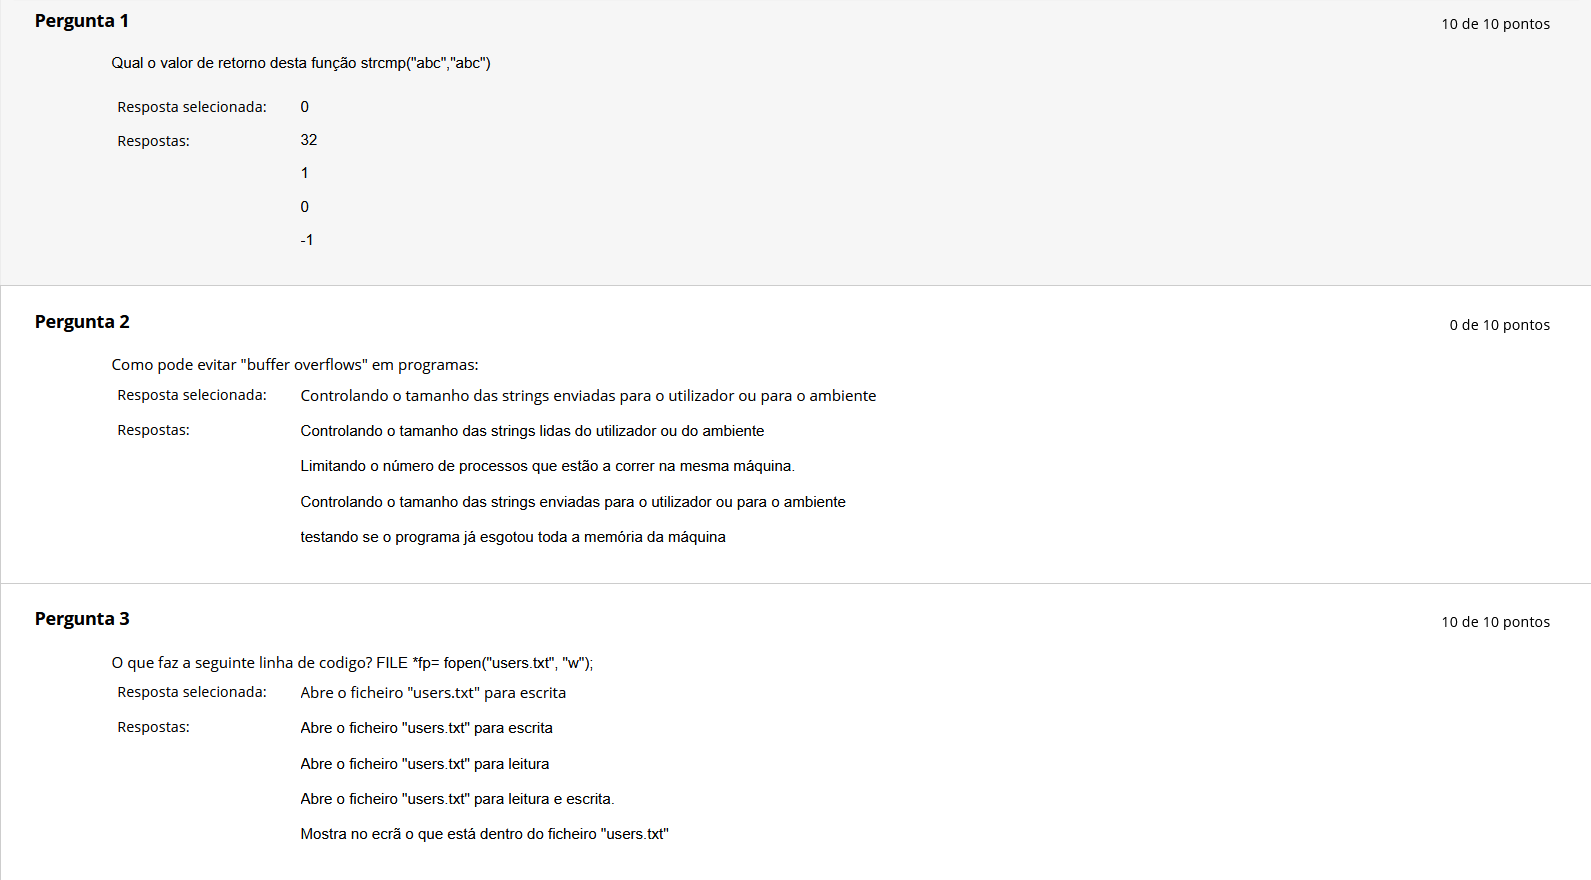 Pergunta 1
10 de 10 pontos
Qual o valor de retorno desta função strcmp("abc","abc")
Resposta selecionada: 0
Respostas: 32
1
0
-1
Pergunta 2
0 de 10 pontos
Como pode evitar "buffer overflows" em programas:
Resposta selecionada: Controlando o tamanho das strings enviadas para o utilizador ou para o ambiente
Respostas: Controlando o tamanho das strings lidas do utilizador ou do ambiente
Limitando o número de processos que estão a correr na mesma máquina.
Controlando o tamanho das strings enviadas para o utilizador ou para o ambiente
testando se o programa já esgotou toda a memória da máquina
Pergunta 3
10 de 10 pontos
O que faz a seguinte linha de codigo? FILE *fp= fopen("users.txt", "w");
Resposta selecionada: Abre o ficheiro "users.txt" para escrita
Respostas: Abre o ficheiro "users.txt" para escrita
Abre o ficheiro "users.txt" para leitura
Abre o ficheiro "users.txt" para leitura e escrita.
Mostra no ecrã o que está dentro do ficheiro "users.txt"